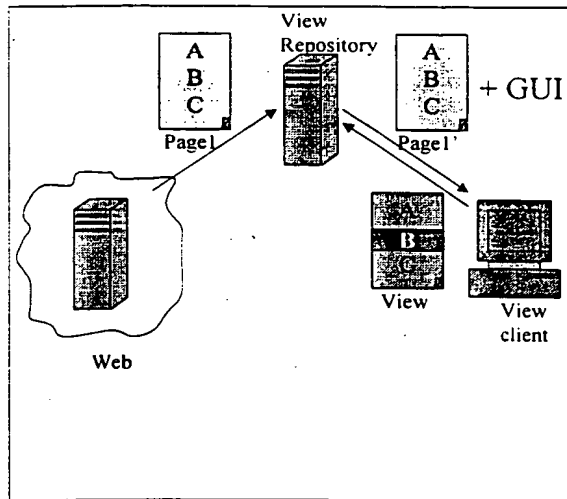 View
Repository
A
B
C
Page1
A
B
C
+ GUI
Page1'
A
B
C
View
View
client
Web